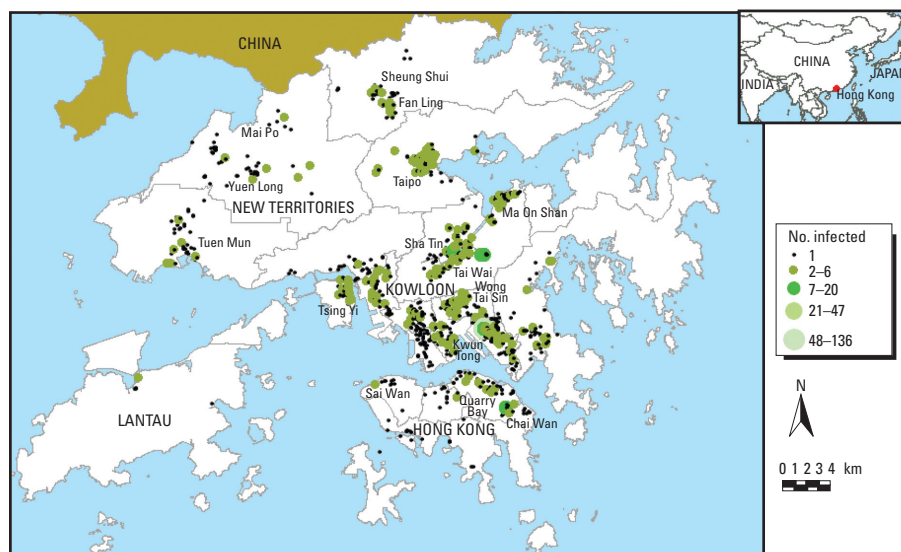 CHINA
Sheung Shui
Fan Ling
Mai Po
Yuen Long
Taipo
NEW TERRITORIES
Ma On Shan
Tuen Mun
Sha Tin
Tai Wai
KOWLOON
Wong
Tai Sin
Tsing Yi
Kwun
Tong
Sai Wan
Quarry
Bay
LANTAU
Chai Wan
HONG KONG
CHINA
JAPAN
INDIA
Hong Kong
No. infected
1
2–6
7–20
21–47
48–136
N
0 1 2 3 4 km